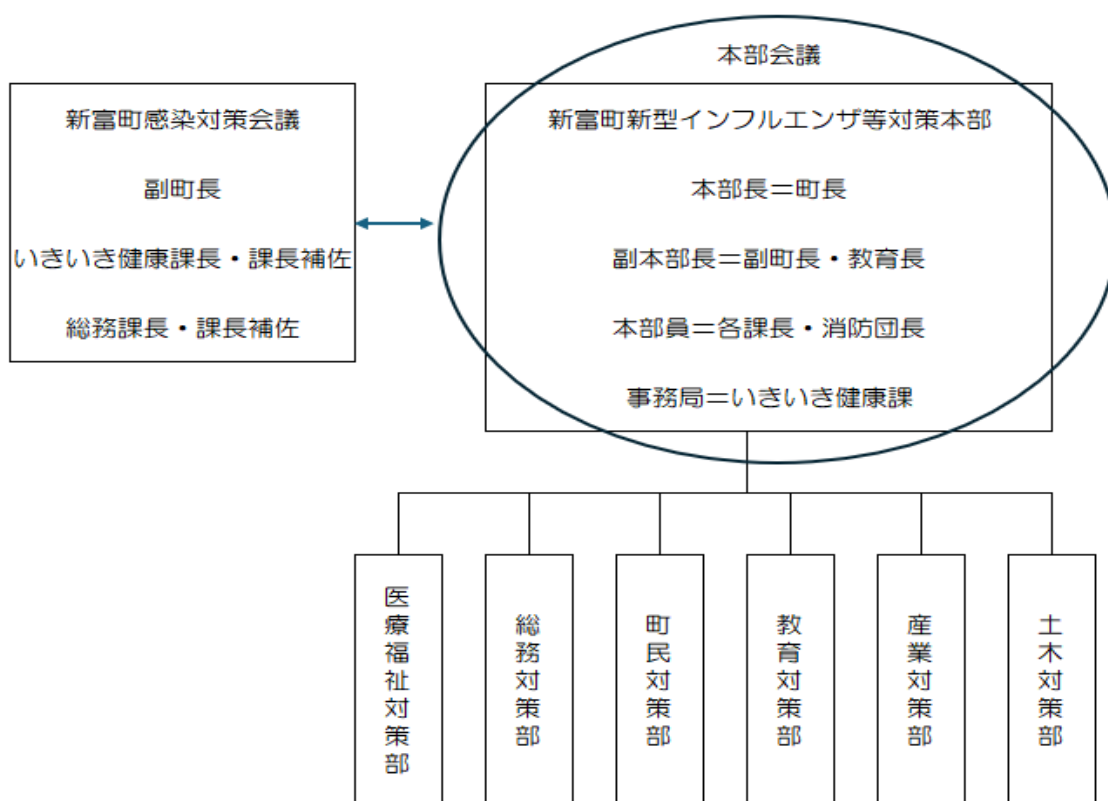 本部会議
新富町感染対策会議
副町長
いきいき健康課長・課長補佐
総務課長・課長補佐
新富町新型インフルエンザ等対策本部
本部長＝町長
副本部長＝副町長・教育長
本部員＝各課長・消防団長
事務局＝いきいき健康課
医療福祉対策部
総務対策部
町民対策部
教育対策部
産業対策部
土木対策部